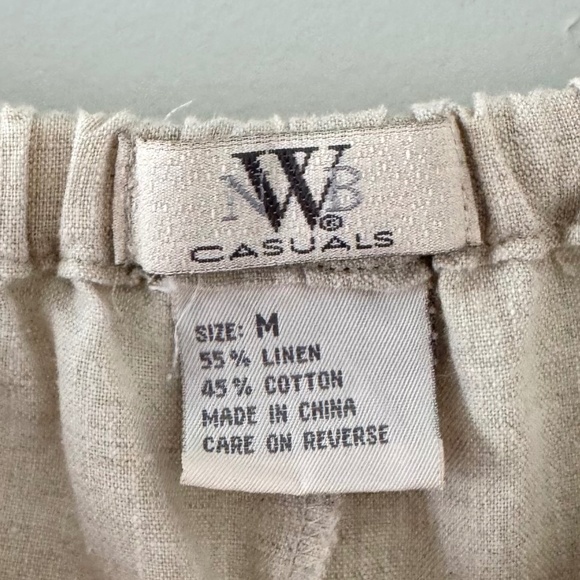 NWB®
CASUALS
SIZE: M
55% LINEN
45% COTTON
MADE IN CHINA
CARE ON REVERSE